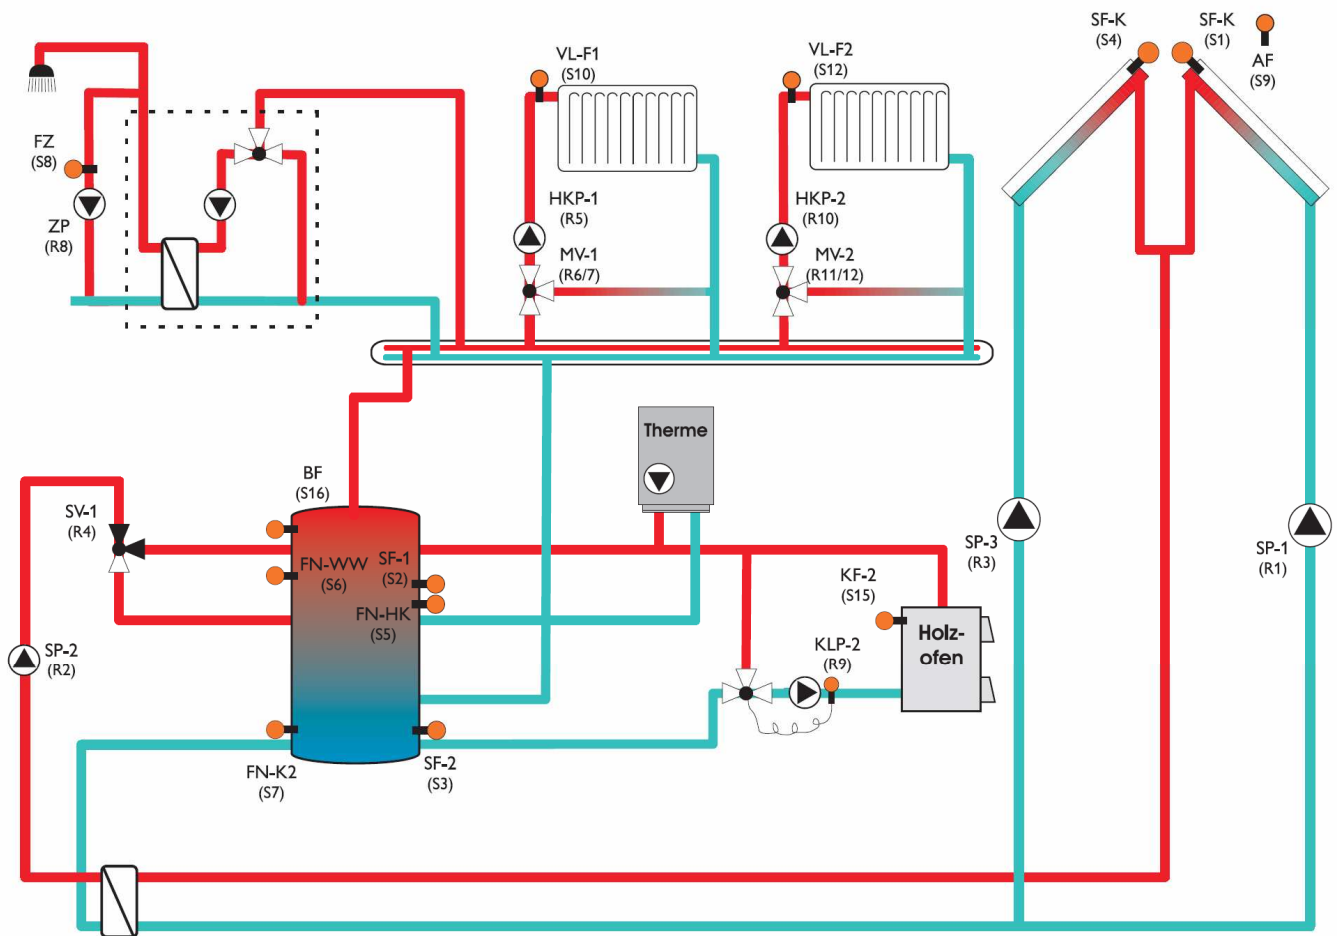 SF-K
(S4)
SF-K
(S1)
AF
(S9)
VL-F1
(S10)
VL-F2
(S12)
FZ
(S8)
ZP
(R8)
HKP-1
(R5)
MV-1
(R6/7)
HKP-2
(R10)
MV-2
(R11/12)
Therme
BF
(S16)
SV-1
(R4)
FN-WW
(S6)
SF-1
(S2)
FN-HK
(S5)
SP-3
(R3)
SP-1
(R1)
KF-2
(S15)
Holz-
ofen
KLP-2
(R9)
SP-2
(R2)
FN-K2
(S7)
SF-2
(S3)